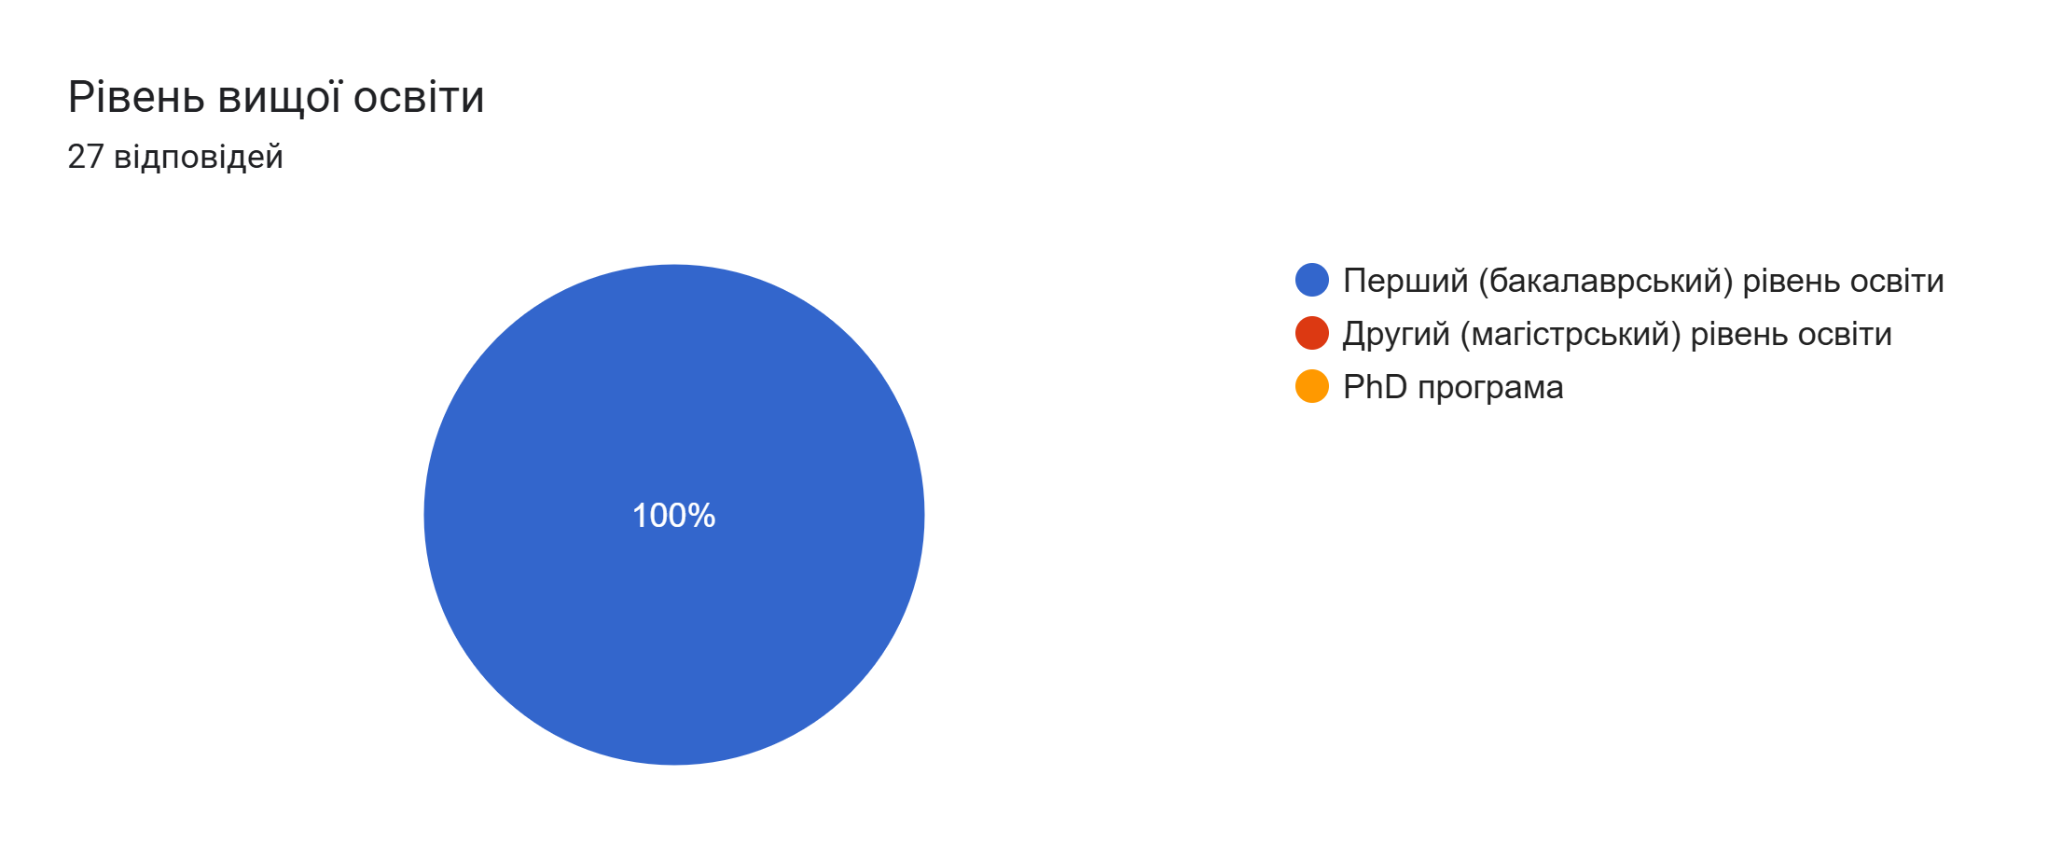 Рівень вищої освіти
27 відповідей
100%
Перший (бакалаврський) рівень освіти
Другий (магістрський) рівень освіти
PhD програма